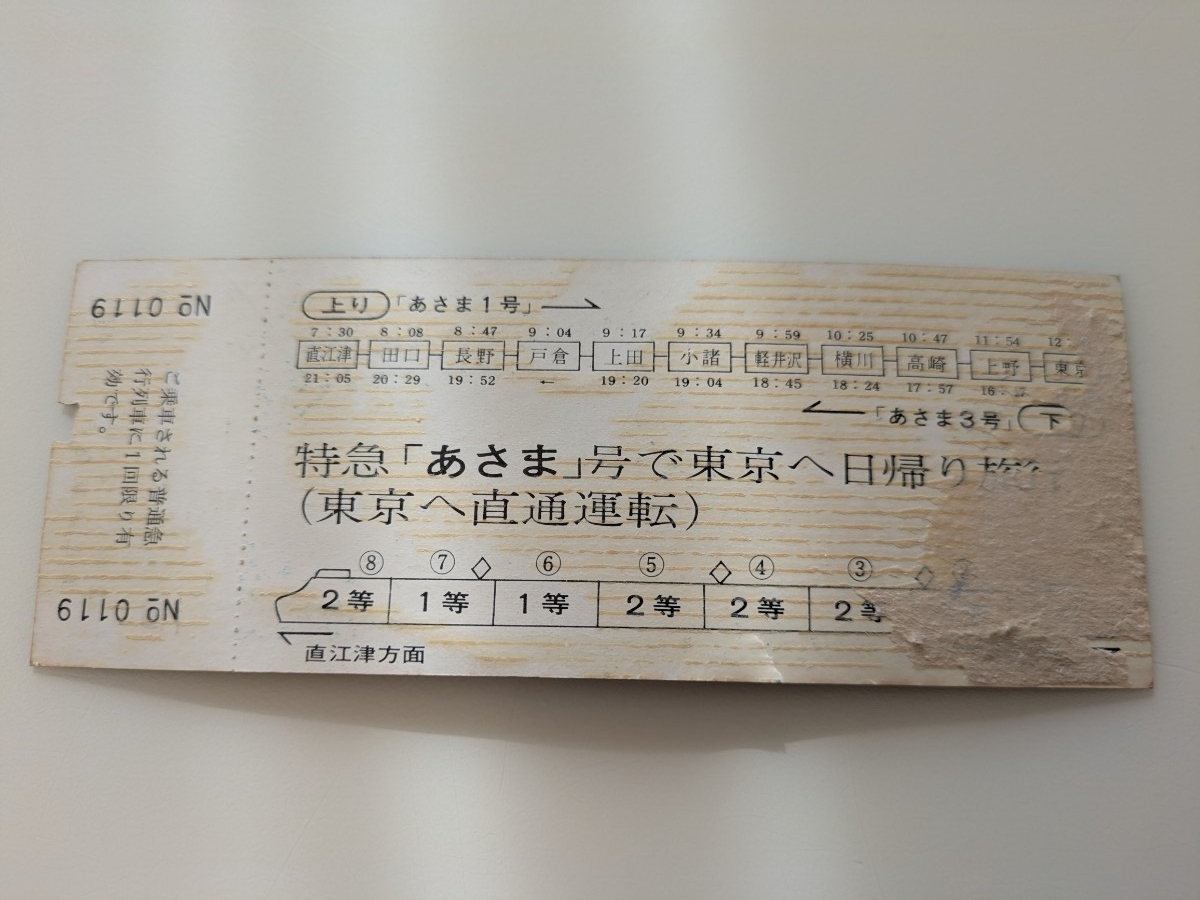 № 0119
ご乗車される普通急
行列車に1回限り有
効です。
№ 0119
上り 「あさま1号」
7:30 8:08 8:47 9:04 9:17 9:34 9:59 10:25 10:47 11:54 12:
直江津 田口 長野 戸倉 上田 小諸 軽井沢 横川 高崎 上野 東京
21:05 20:29 19:52 ← 19:20 19:04 18:45 18:24 17:57 16:
「あさま3号」 下
特急「あさま」号で東京へ日帰り
(東京へ直通運転)
⑧ ⑦ ⑥ ⑤ ④ ③
2等 1等 1等 2等 2等 2等
直江津方面